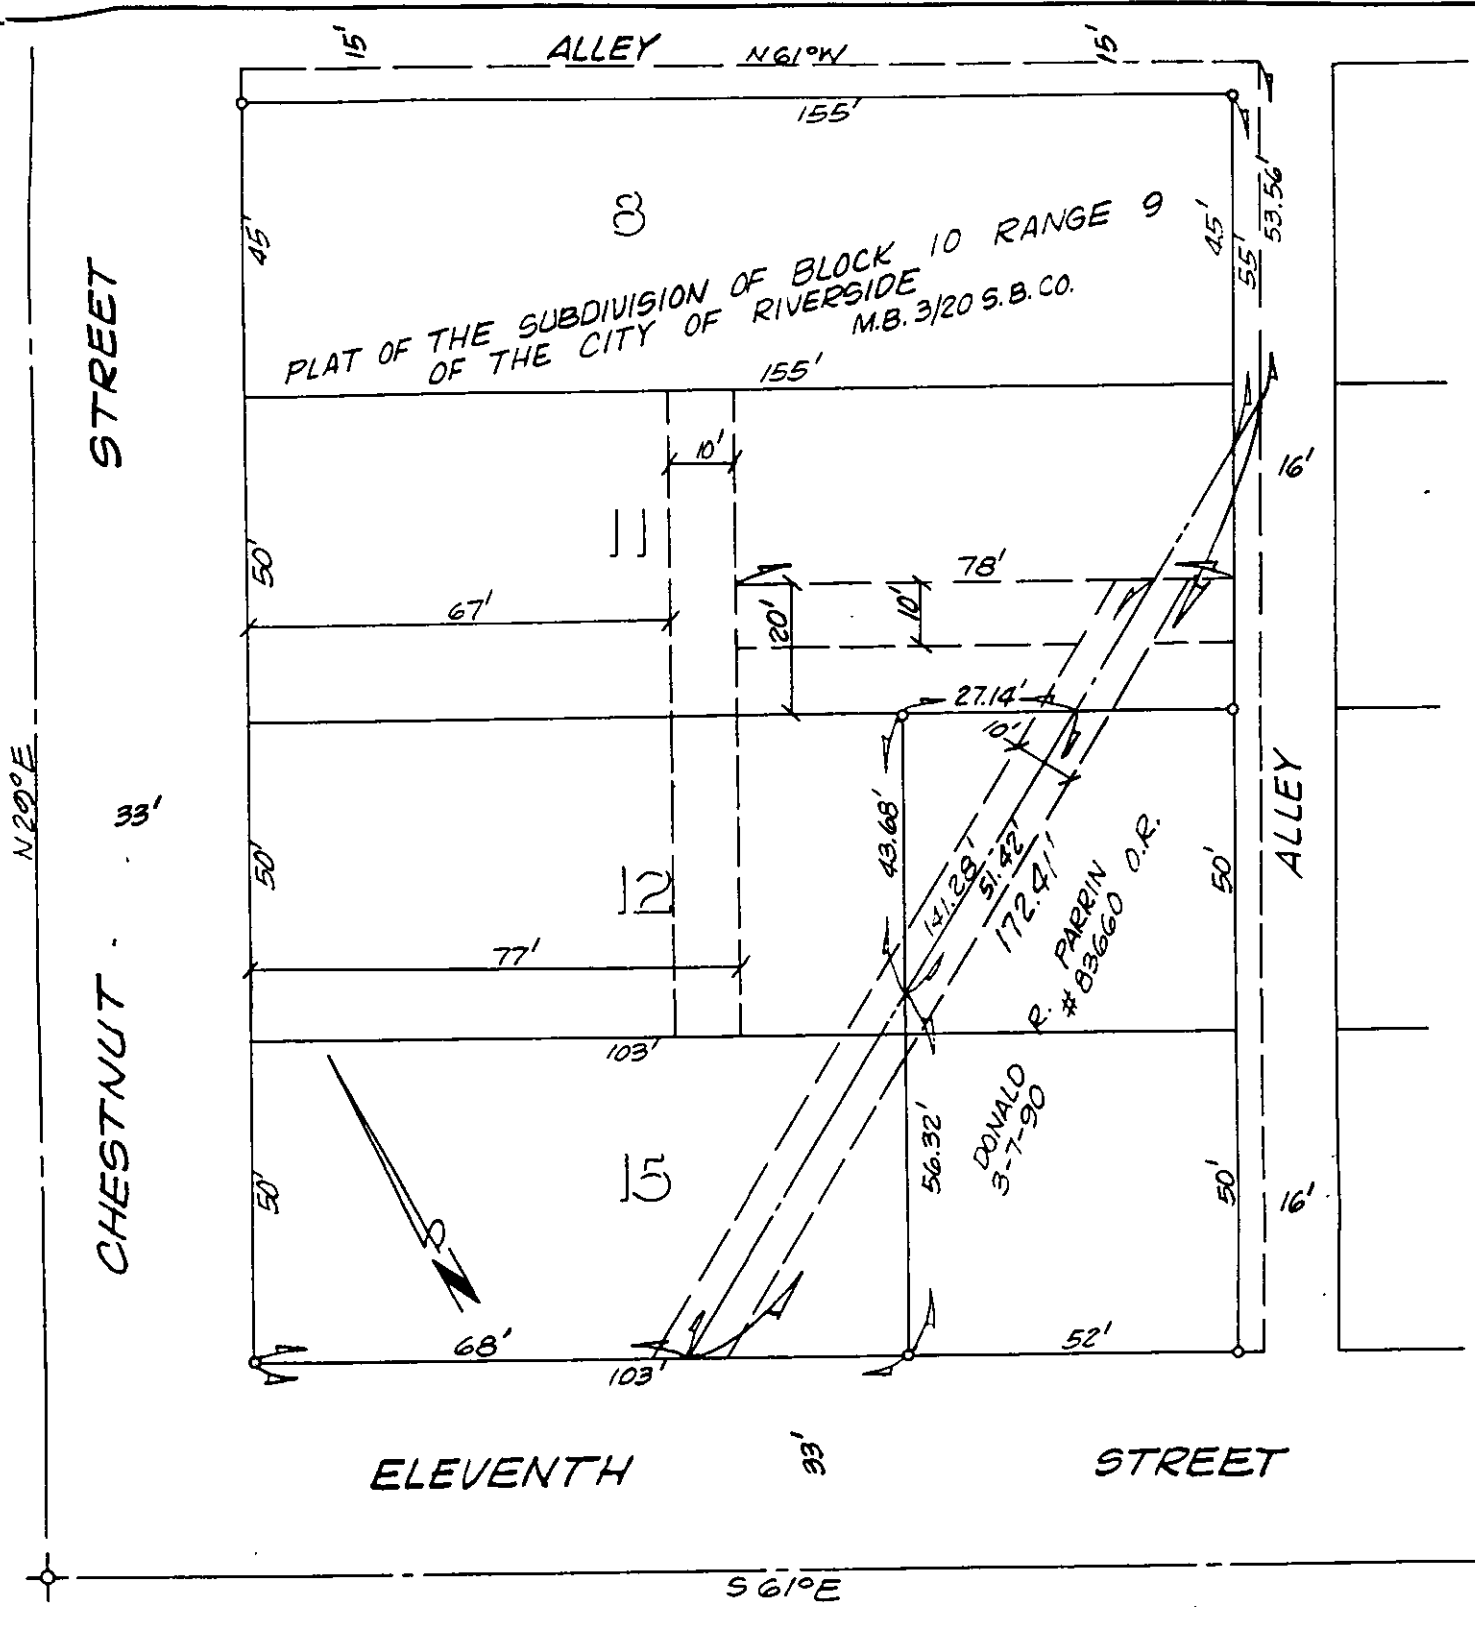 15'
ALLEY
N 61° W
15'
155'
8
45'
45'
55'
53.56'
PLAT OF THE SUBDIVISION OF BLOCK 10 RANGE 9
OF THE CITY OF RIVERSIDE
M.B. 3/20 S.B. CO.
155'
STREET
10'
16'
11
50'
78'
67'
20'
10'
27.14'
10'
N 29° E
33'
43.68'
ALLEY
50'
12
141.28'
51.42'
172.41'
50'
77'
DONALD R. PARRIN
3-7-90 # 83660 O.R.
103'
CHESTNUT
56.32'
15
50'
50'
16'
68'
52'
103'
ELEVENTH
33'
STREET
S 61° E